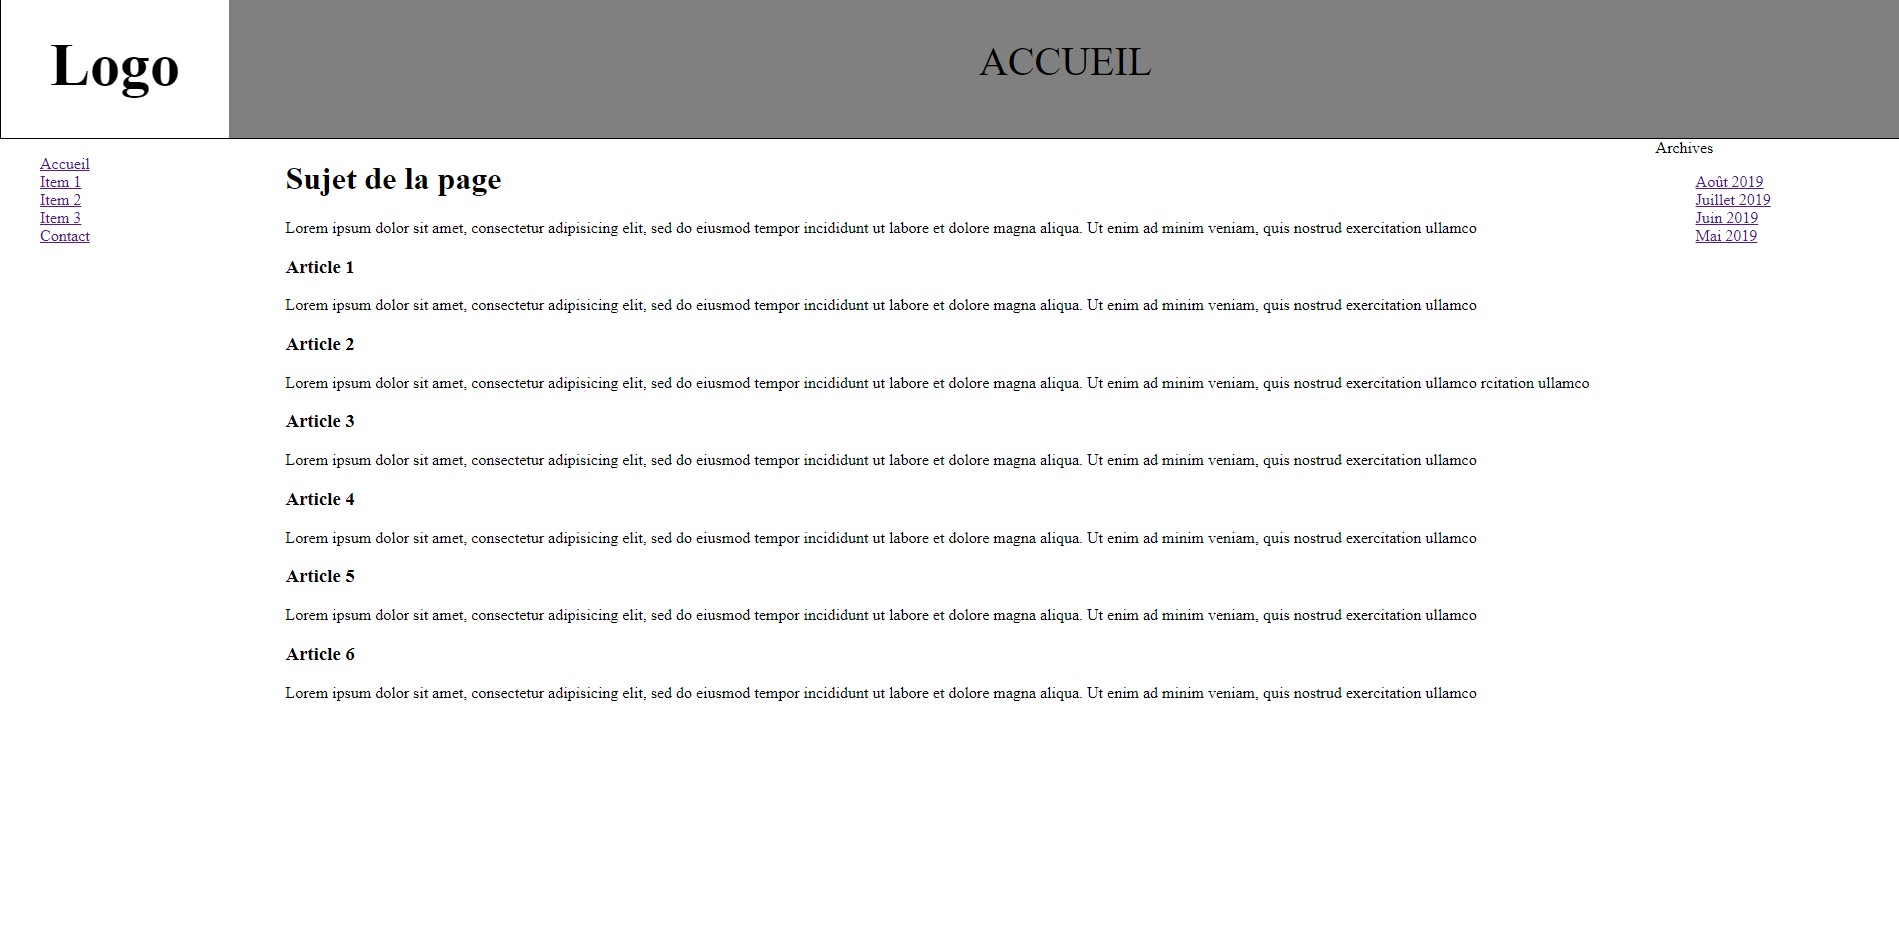 Logo
ACCUEIL
Accueil
Item 1
Item 2
Item 3
Contact
Sujet de la page
Lorem ipsum dolor sit amet, consectetur adipisicing elit, sed do eiusmod tempor incididunt ut labore et dolore magna aliqua. Ut enim ad minim veniam, quis nostrud exercitation ullamco
Article 1
Lorem ipsum dolor sit amet, consectetur adipisicing elit, sed do eiusmod tempor incididunt ut labore et dolore magna aliqua. Ut enim ad minim veniam, quis nostrud exercitation ullamco
Article 2
Lorem ipsum dolor sit amet, consectetur adipisicing elit, sed do eiusmod tempor incididunt ut labore et dolore magna aliqua. Ut enim ad minim veniam, quis nostrud exercitation ullamco rcitation ullamco
Article 3
Lorem ipsum dolor sit amet, consectetur adipisicing elit, sed do eiusmod tempor incididunt ut labore et dolore magna aliqua. Ut enim ad minim veniam, quis nostrud exercitation ullamco
Article 4
Lorem ipsum dolor sit amet, consectetur adipisicing elit, sed do eiusmod tempor incididunt ut labore et dolore magna aliqua. Ut enim ad minim veniam, quis nostrud exercitation ullamco
Article 5
Lorem ipsum dolor sit amet, consectetur adipisicing elit, sed do eiusmod tempor incididunt ut labore et dolore magna aliqua. Ut enim ad minim veniam, quis nostrud exercitation ullamco
Article 6
Lorem ipsum dolor sit amet, consectetur adipisicing elit, sed do eiusmod tempor incididunt ut labore et dolore magna aliqua. Ut enim ad minim veniam, quis nostrud exercitation ullamco
Archives
Août 2019
Juillet 2019
Juin 2019
Mai 2019